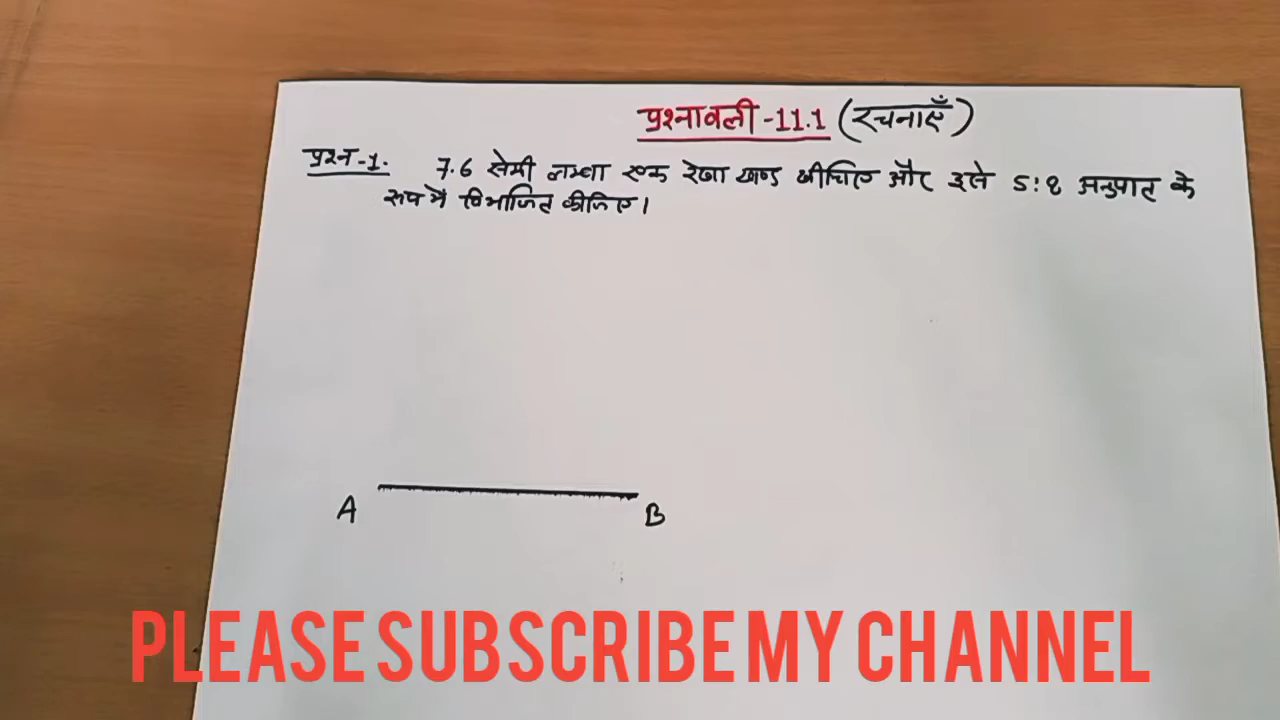 प्रश्नावली-11.1 (रचनाएँ)
प्रश्न-1. 7.6 सेमी लम्बा एक रेखा खण्ड खींचिए और इसे 5:8 अनुपात के
रूप में विभाजित कीजिए।
A B
PLEASE SUBSCRIBE MY CHANNEL